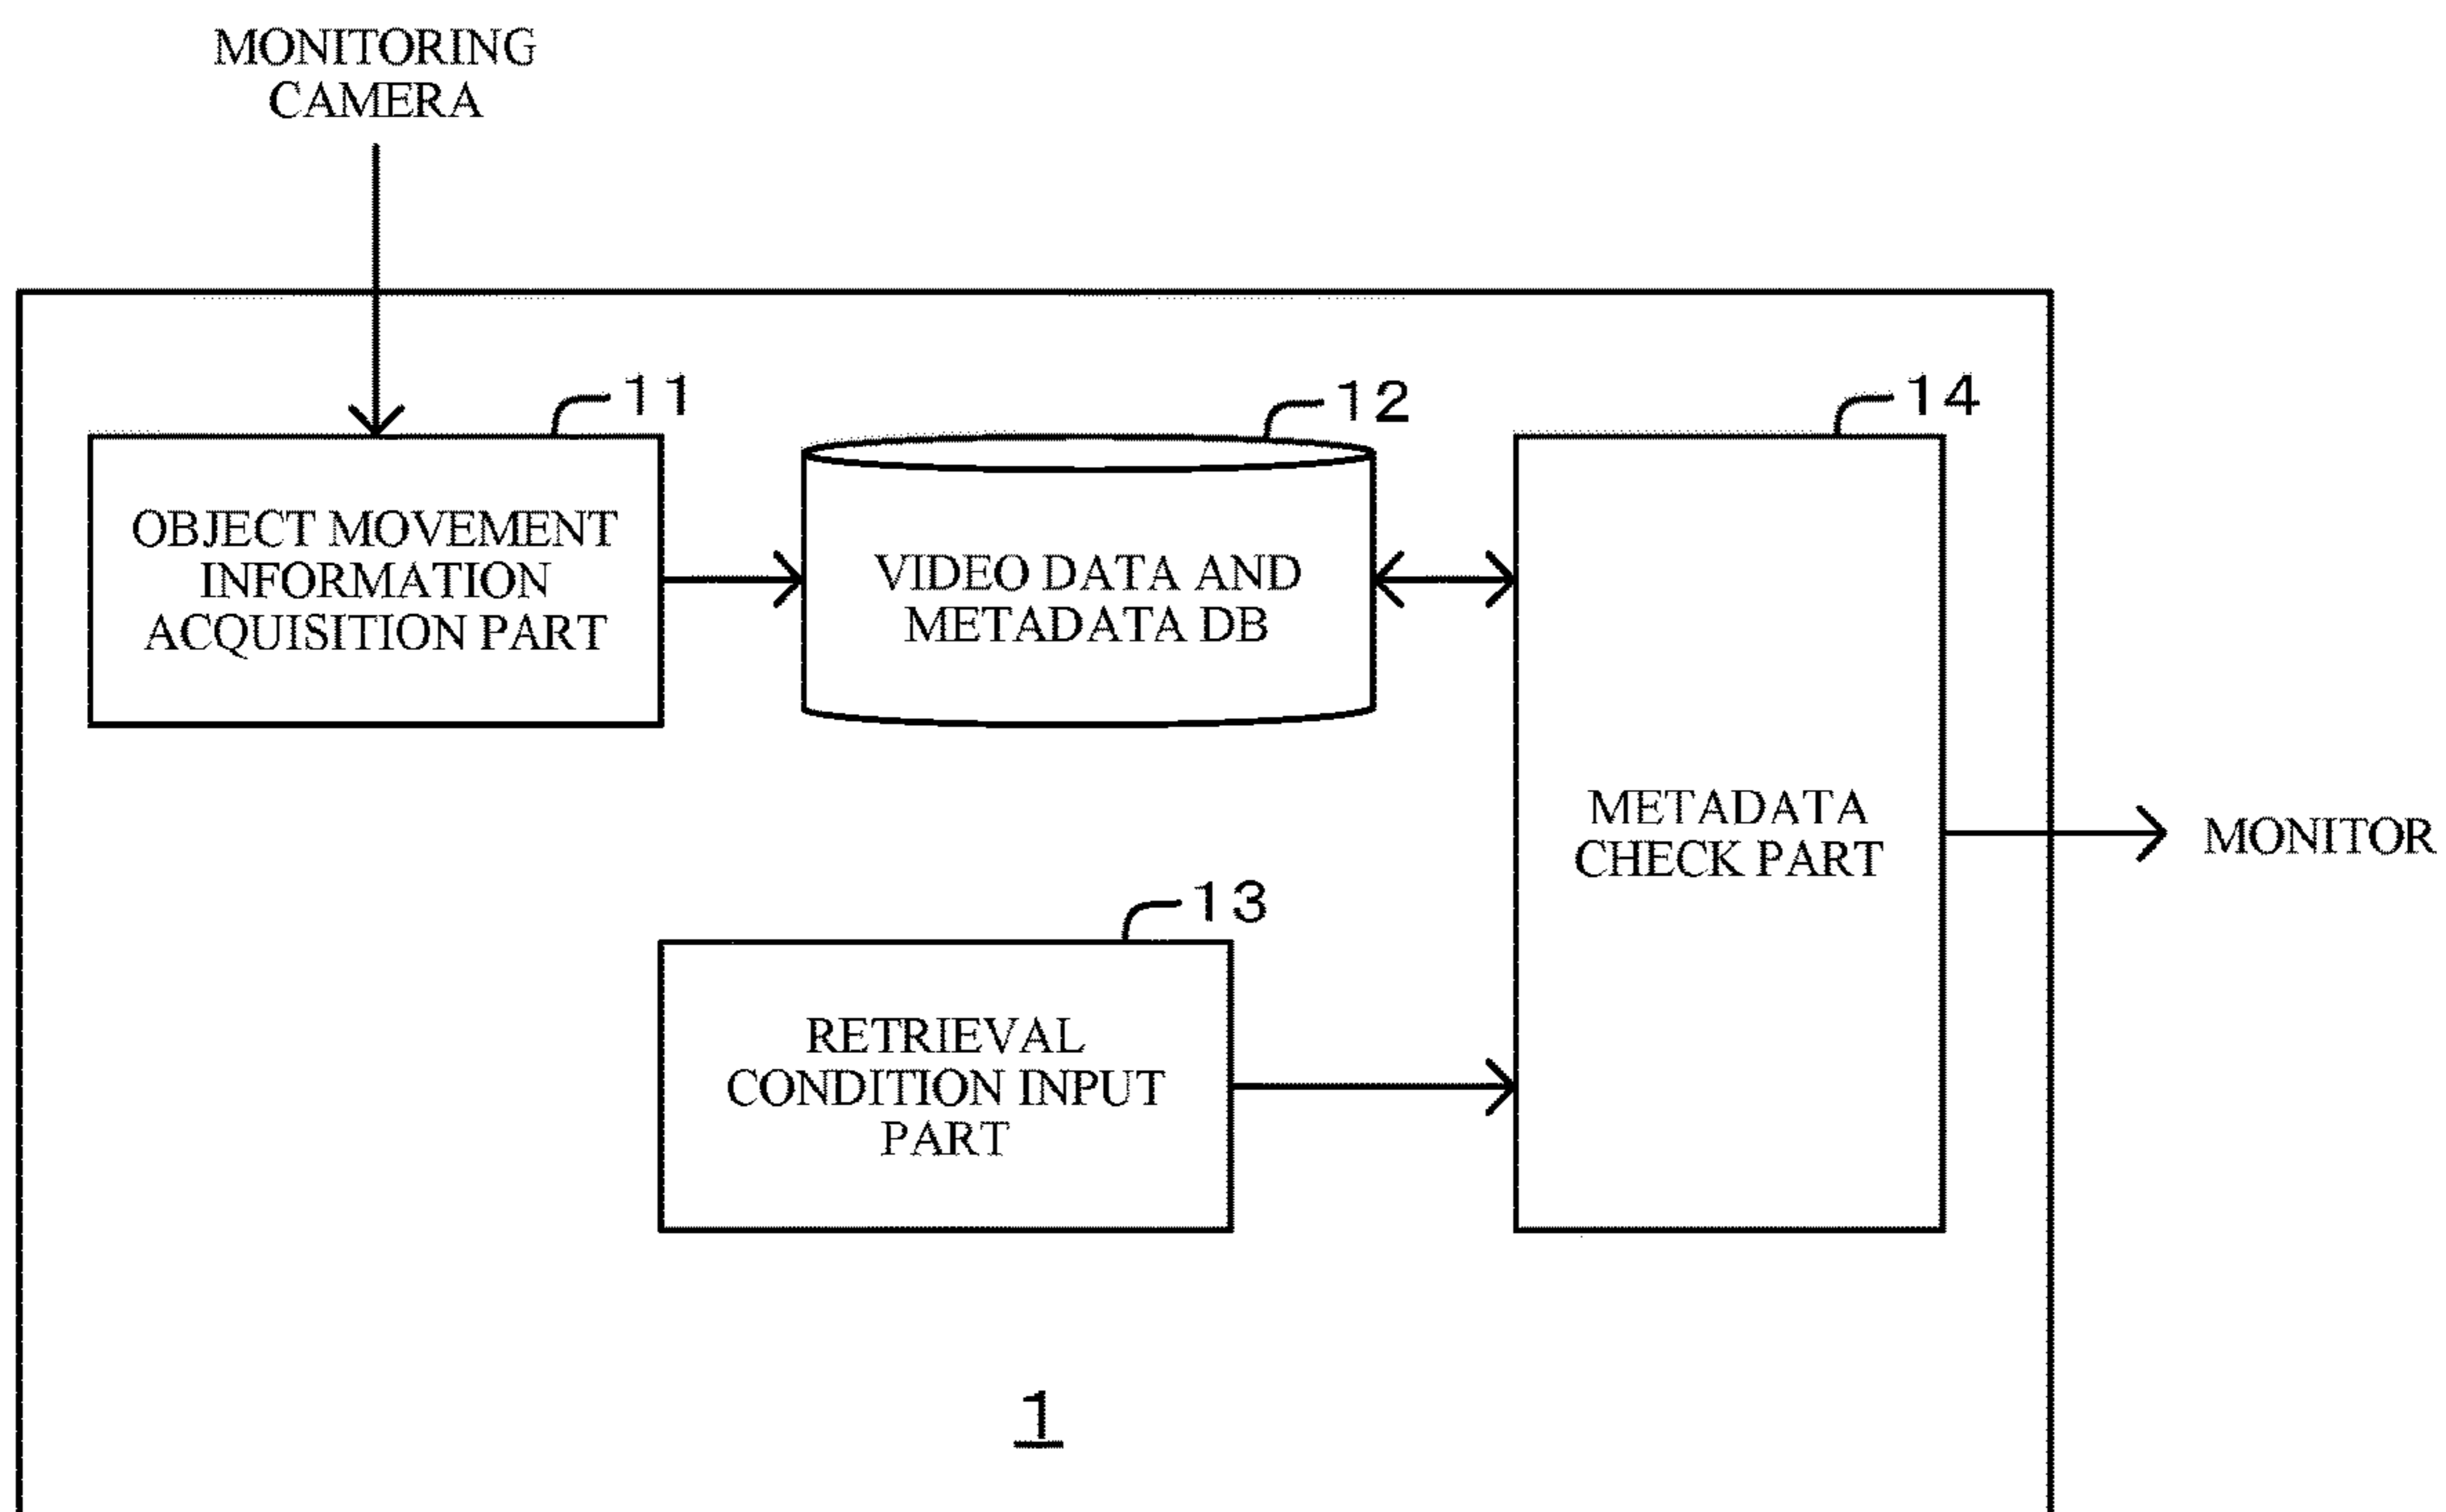 MONITORING
CAMERA
11
OBJECT MOVEMENT
INFORMATION
ACQUISITION PART
12
VIDEO DATA AND
METADATA DB
14
METADATA
CHECK PART
MONITOR
13
RETRIEVAL
CONDITION INPUT
PART
1